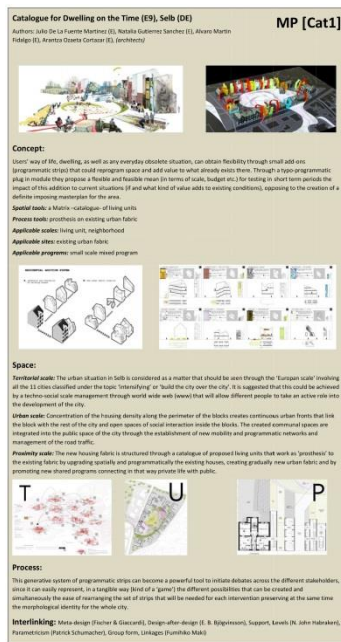 Catalogue for Dwelling on the Time (E9), Selb (DE)
MP [Cat1]
Authors: Julio De La Fuente Martinez (E), Natalia Gutierrez Sanchez (E), Alvaro Martin
Fidalgo (E), Arantza Ozaeta Cortazar (E). (architects)
Concept:
Users' way of life, dwelling, as well as any everyday obsolete situation, can obtain flexibility through small add-ons
(programmatic strips) that could reprogram space and add value to what already exists there. Through a typo-programmatic
plug in module they propose a flexible and feasible mean (in terms of scale, budget etc.) for testing in short term periods the
impact of this addition to current situations (if and what kind of value adds to existing conditions), opposing to the creation of a
definite imposing masterplan for the area.
Spatial tools: a Matrix –catalogue- of living units
Process tools: prosthesis on existing urban fabric
Applicable scales: living unit, neighborhood
Applicable sites: existing urban fabric
Applicable programs: small scale mixed program
Space:
Territorial scale: The urban situation in Selb is considered as a matter that should be seen through the 'Europan scale' involving
all the 11 cities classified under the topic 'intensifying' or 'build the city over the city'. It is suggested that this could be achieved
by a techno-social scale management through world wide web (www) that will allow different people to take an active role into
the development of the city.
Urban scale: Concentration of the housing density along the perimeter of the blocks creates continuous urban fronts that link
the block with the rest of the city and open spaces of social interaction inside the blocks. The created communal spaces are
integrated into the public space of the city through the establishment of new mobility and programmatic networks and
management of the road traffic.
Proximity scale: The new housing fabric is structured through a catalogue of proposed living units that work as 'prosthesis' to
the existing fabric by upgrading spatially and programmatically the existing houses, creating gradually new urban fabric and by
promoting new shared programs connecting in that way private life with public.
T
U
P
Process:
This generative system of programmatic strips can become a powerful tool to initiate debates across the different stakeholders,
since it can easily represent, in a tangible way (kind of a 'game') the different possibilities that can be created and
simultaneously the ease of rearranging the set of strips that will be needed for each intervention preserving at the same time
the morphological identity for the whole city.
Interlinking: Meta-design (Fischer & Giaccardi), Design-after-design (E. B. Björgvinsson), Support, Levels (N. John Habraken),
Parametricism (Patrick Schumacher), Group form, Linkages (Fumihiko Maki)